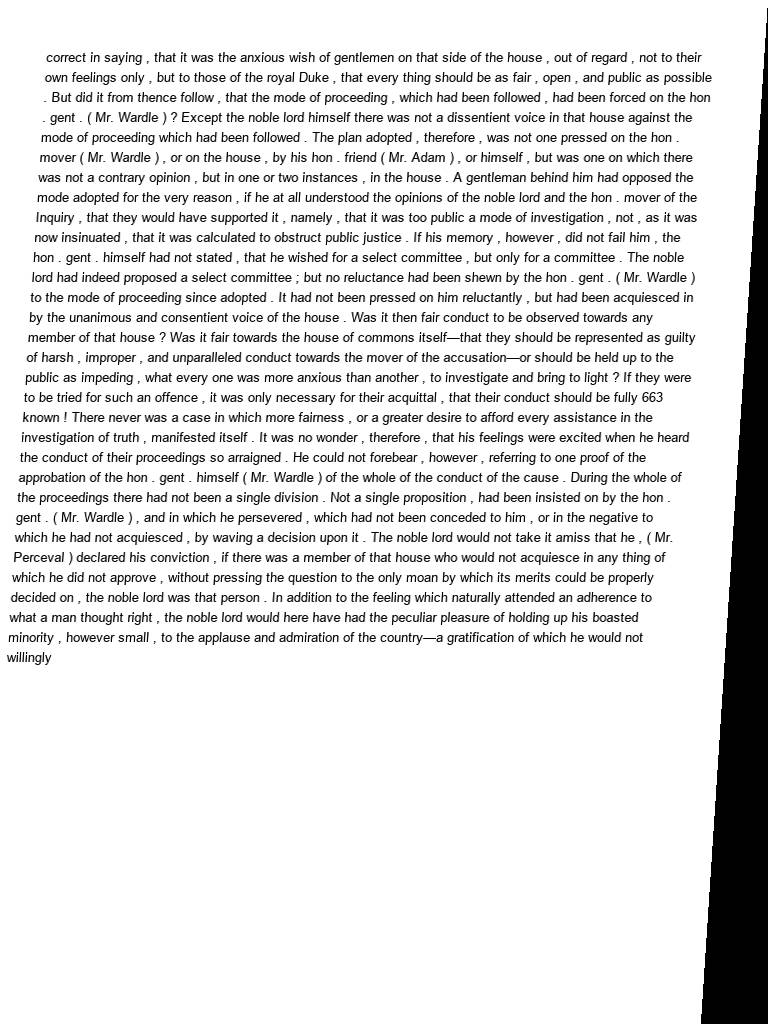 correct in saying , that it was the anxious wish of gentlemen on that side of the house , out of regard , not to their
own feelings only , but to those of the royal Duke , that every thing should be as fair , open , and public as possible
. But did it from thence follow , that the mode of proceeding , which had been followed , had been forced on the hon
. gent . ( Mr. Wardle ) ? Except the noble lord himself there was not a dissentient voice in that house against the
mode of proceeding which had been followed . The plan adopted , therefore , was not one pressed on the hon .
mover ( Mr. Wardle ) , or on the house , by his hon . friend ( Mr. Adam ) , or himself , but was one on which there
was not a contrary opinion , but in one or two instances , in the house . A gentleman behind him had opposed the
mode adopted for the very reason , if he at all understood the opinions of the noble lord and the hon . mover of the
Inquiry , that they would have supported it , namely , that it was too public a mode of investigation , not , as it was
now insinuated , that it was calculated to obstruct public justice . If his memory , however , did not fail him , the
hon . gent . himself had not stated , that he wished for a select committee , but only for a committee . The noble
lord had indeed proposed a select committee ; but no reluctance had been shewn by the hon . gent . ( Mr. Wardle )
to the mode of proceeding since adopted . It had not been pressed on him reluctantly , but had been acquiesced in
by the unanimous and consentient voice of the house . Was it then fair conduct to be observed towards any
member of that house ? Was it fair towards the house of commons itself—that they should be represented as guilty
of harsh , improper , and unparalleled conduct towards the mover of the accusation—or should be held up to the
public as impeding , what every one was more anxious than another , to investigate and bring to light ? If they were
to be tried for such an offence , it was only necessary for their acquittal , that their conduct should be fully 663
known ! There never was a case in which more fairness , or a greater desire to afford every assistance in the
investigation of truth , manifested itself . It was no wonder , therefore , that his feelings were excited when he heard
the conduct of their proceedings so arraigned . He could not forebear , however , referring to one proof of the
approbation of the hon . gent . himself ( Mr. Wardle ) of the whole of the conduct of the cause . During the whole of
the proceedings there had not been a single division . Not a single proposition , had been insisted on by the hon .
gent . ( Mr. Wardle ) , and in which he persevered , which had not been conceded to him , or in the negative to
which he had not acquiesced , by waving a decision upon it . The noble lord would not take it amiss that he , ( Mr.
Perceval ) declared his conviction , if there was a member of that house who would not acquiesce in any thing of
which he did not approve , without pressing the question to the only moan by which its merits could be properly
decided on , the noble lord was that person . In addition to the feeling which naturally attended an adherence to
what a man thought right , the noble lord would here have had the peculiar pleasure of holding up his boasted
minority , however small , to the applause and admiration of the country—a gratification of which he would not
willingly